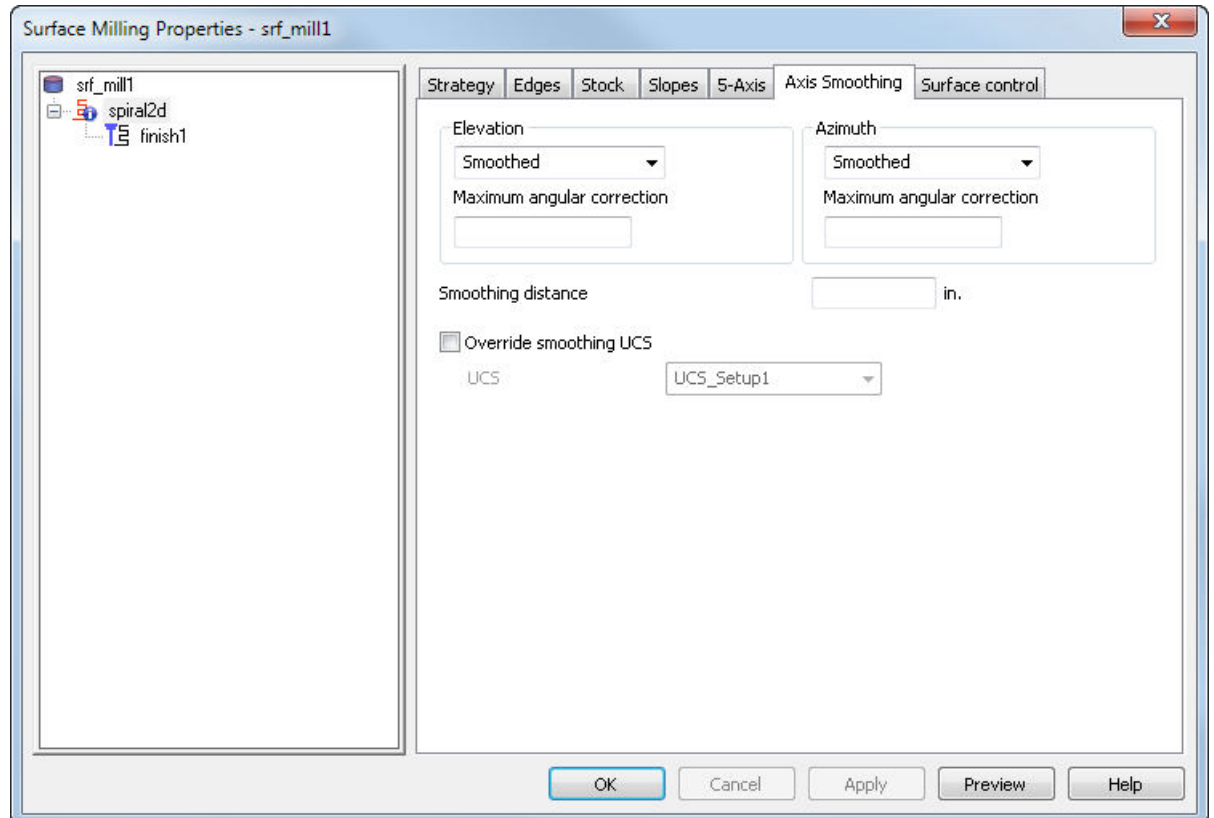 Surface Milling Properties - srf_mill1
srf_mill1
spiral2d
finish1
Strategy Edges Stock Slopes 5-Axis Axis Smoothing Surface control
Elevation
Smoothed
Maximum angular correction
Azimuth
Smoothed
Maximum angular correction
Smoothing distance in.
Override smoothing UCS
UCS UCS_Setup1
OK Cancel Apply Preview Help